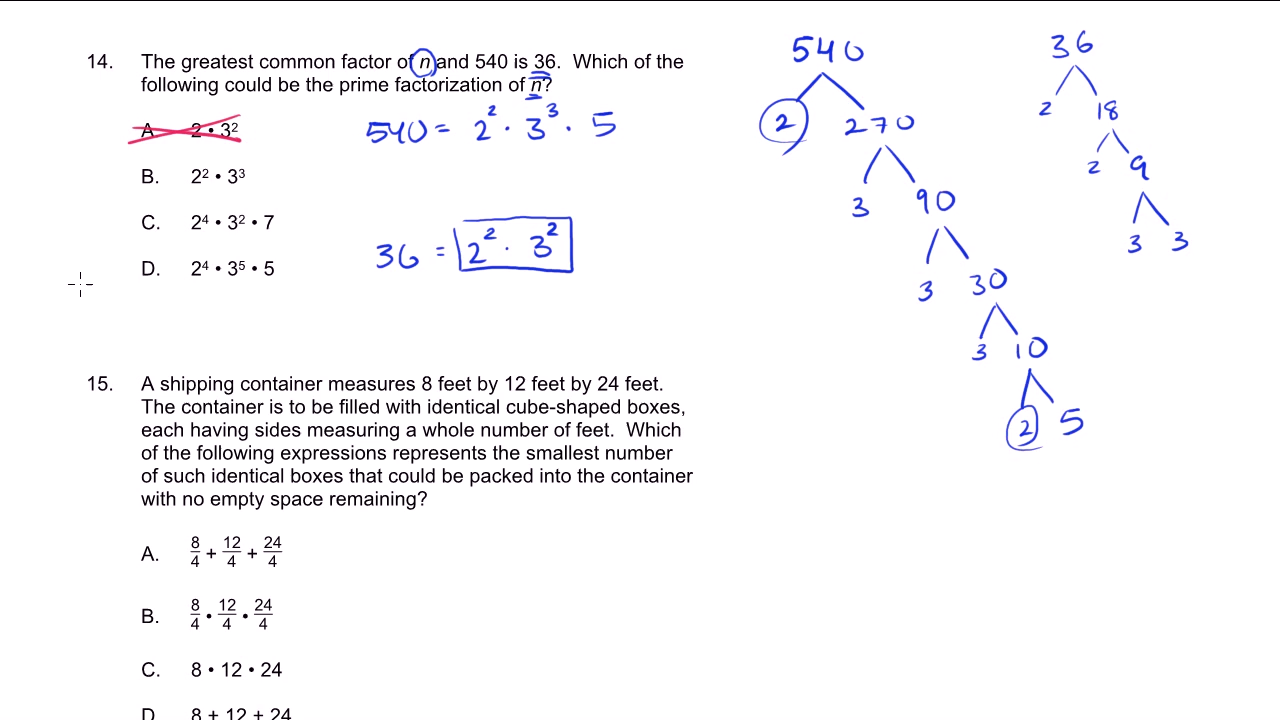 14. The greatest common factor of n and 540 is 36. Which of the
following could be the prime factorization of n?
A. 2 • 3²
B. 2² • 3³
C. 2⁴ • 3² • 7
D. 2⁴ • 3⁵ • 5
540 = 2² · 3³ · 5
36 = 2² · 3²
540
2 270
3 90
3 30
3 10
2 5
36
2 18
2 9
3 3
15. A shipping container measures 8 feet by 12 feet by 24 feet.
The container is to be filled with identical cube-shaped boxes,
each having sides measuring a whole number of feet. Which
of the following expressions represents the smallest number
of such identical boxes that could be packed into the container
with no empty space remaining?
A. 8/4 + 12/4 + 24/4
B. 8/4 • 12/4 • 24/4
C. 8 • 12 • 24
D. 8 + 12 + 24